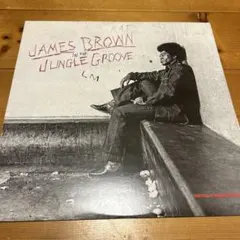 JAMES BROWN
IN THE
JUNGLE GROOVE